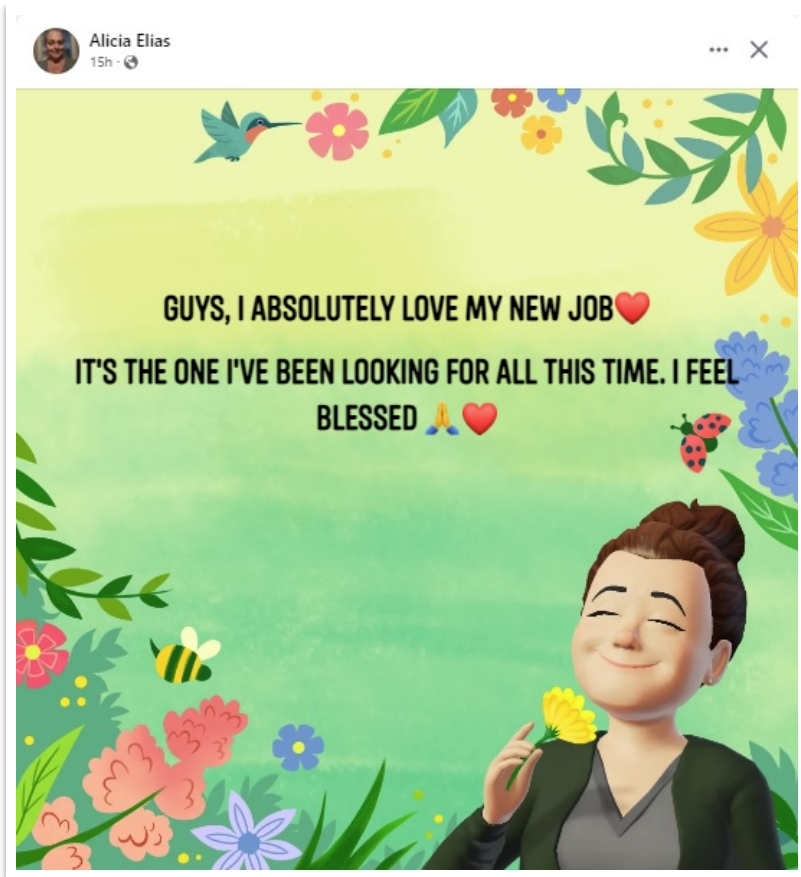 Alicia Elias
15h ·
GUYS, I ABSOLUTELY LOVE MY NEW JOB❤️
IT'S THE ONE I'VE BEEN LOOKING FOR ALL THIS TIME. I FEEL
BLESSED 🙏❤️